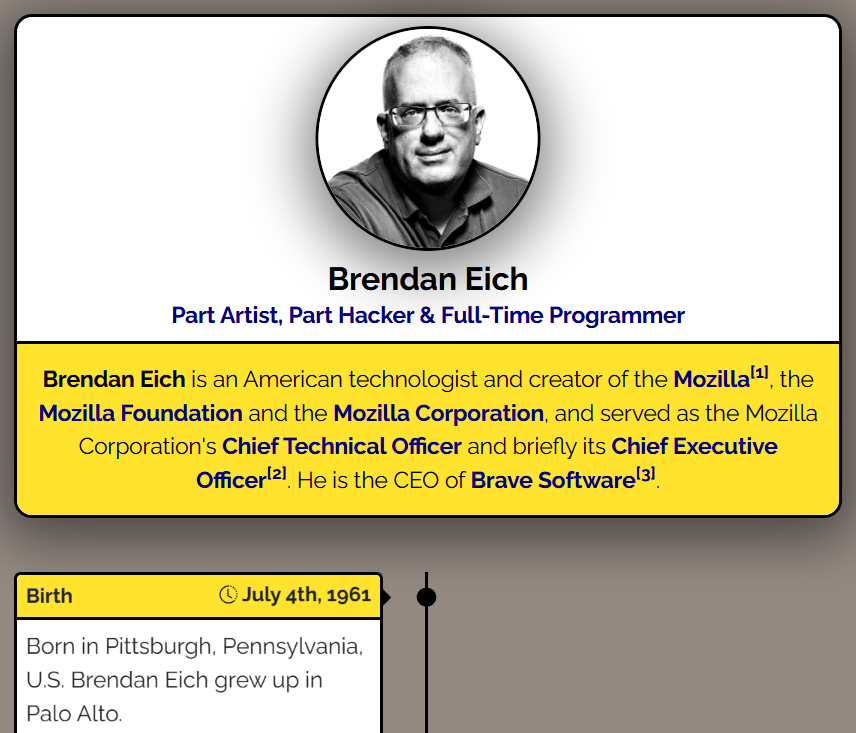 Brendan Eich
Part Artist, Part Hacker & Full-Time Programmer
Brendan Eich is an American technologist and creator of the Mozilla[1], the
Mozilla Foundation and the Mozilla Corporation, and served as the Mozilla
Corporation's Chief Technical Officer and briefly its Chief Executive
Officer[2]. He is the CEO of Brave Software[3].
Birth July 4th, 1961
Born in Pittsburgh, Pennsylvania,
U.S. Brendan Eich grew up in
Palo Alto.